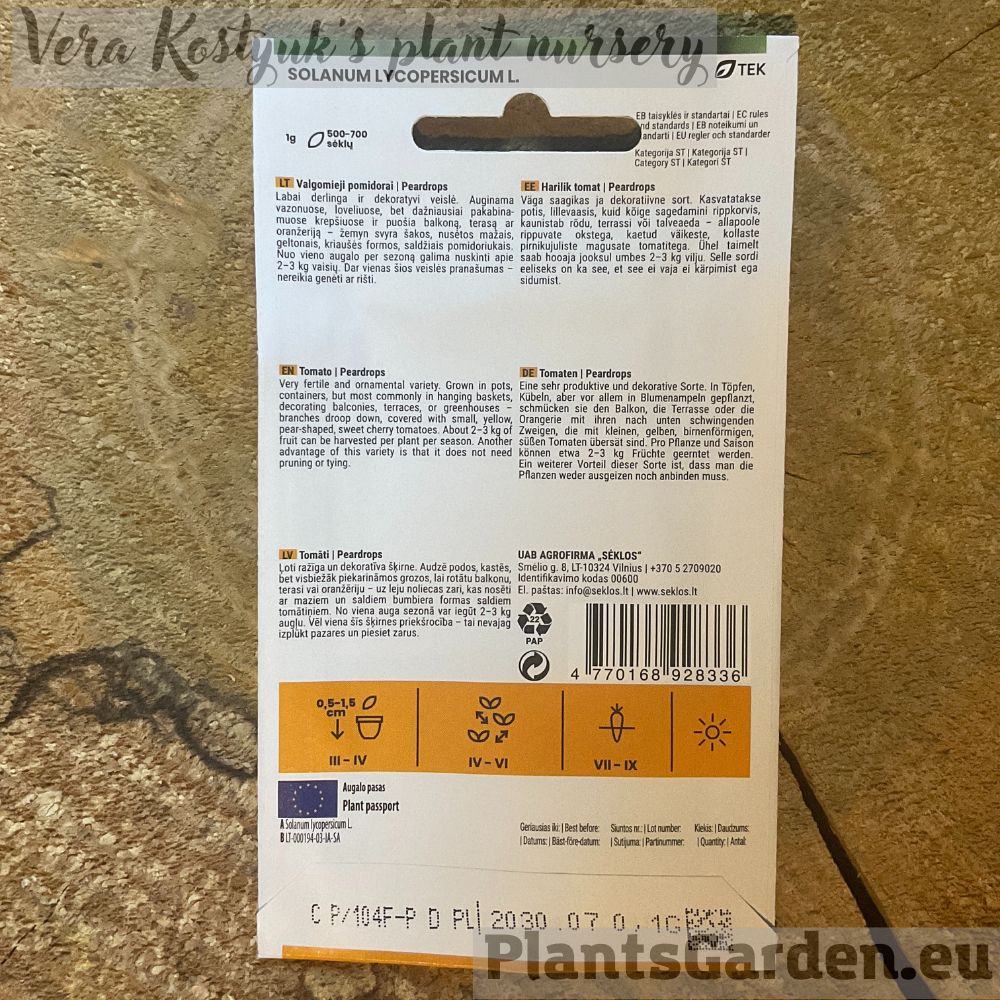 Vera Kostyuk's plant nursery
SOLANUM LYCOPERSICUM L.
TEK
1g
500-700
sėklų
EB taisyklės ir standartai | EC rules
and standards | EB noteikumi un
standarti | EU regler och standarder
Kategorija ST | Kategorija ST |
Category ST | Kategori ST
LT Valgomieji pomidorai | Peardrops
Labai derlinga ir dekoratyvi veislė. Auginama
vazonuose, loveliuose, bet dažniausiai pakabina-
muose krepšiuose ir puošia balkoną, terasą ar
oranžeriją – žemyn svyra šakos, nusėtos mažais,
geltonais, kriaušės formos, saldžiais pomidoriukais.
Nuo vieno augalo per sezoną galima nuskinti apie
2–3 kg vaisių. Dar vienas šios veislės pranašumas –
nereikia genėti ar rišti.
EE Harilik tomat | Peardrops
Väga saagikas ja dekoratiivne sort. Kasvatatakse
potis, lillevaasis, kuid kõige sagedamini rippkorvis,
kaunistab rõdu, terrassi või talveaeda – allapoole
rippuvate okstega, kaetud väikeste, kollaste
pirnikujuliste magusate tomatitega. Ühel taimelt
saab hooaja jooksul umbes 2–3 kg vilju. Selle sordi
eeliseks on ka see, et see ei vaja ei kärpimist ega
sidumist.
EN Tomato | Peardrops
Very fertile and ornamental variety. Grown in pots,
containers, but most commonly in hanging baskets,
decorating balconies, terraces, or greenhouses –
branches droop down, covered with small, yellow,
pear-shaped, sweet cherry tomatoes. About 2–3 kg of
fruit can be harvested per plant per season. Another
advantage of this variety is that it does not need
pruning or tying.
DE Tomaten | Peardrops
Eine sehr produktive und dekorative Sorte. In Töpfen,
Kübeln, aber vor allem in Blumenampeln gepflanzt,
schmücken sie den Balkon, die Terrasse oder die
Orangerie mit ihren nach unten schwingenden
Zweigen, die mit kleinen, gelben, birnenförmigen,
süßen Tomaten übersät sind. Pro Pflanze und Saison
können etwa 2–3 kg Früchte geerntet werden.
Ein weiterer Vorteil dieser Sorte ist, dass man die
Pflanzen weder ausgeizen noch anbinden muss.
LV Tomāti | Peardrops
Ļoti ražīga un dekoratīva šķirne. Audzē podos, kastēs,
bet visbiežāk piekarināmos grozos, lai rotātu balkonu,
terasi vai oranžēriju – uz leju noliecas zari, kas nosēti
ar maziem un saldiem bumbiera formas saldiem
tomātiņiem. No viena auga sezonā var iegūt 2–3 kg
augļu. Vēl viena šīs šķirnes priekšrocība – tai nevajag
izplūkt pazares un piesiet zarus.
UAB AGROFIRMA „SĖKLOS“
Smėlio g. 8, LT-10324 Vilnius | +370 5 2709020
Identifikavimo kodas 00600
El. paštas: info@seklos.lt | www.seklos.lt
22
PAP
4 770168 928336
0,5-1,5
cm
III – IV
IV – VI
VII – IX
Augalo pasas
Plant passport
A Solanum lycopersicum L.
B LT-000194-03-IA-SA
Geriausias iki: | Best before:
| Datums: | Bäst-före-datum:
Siuntos nr.: | Lot number:
| Sutijuma: | Partinummer:
Kiekis: | Daudzums:
| Quantity: | Antal:
C P/104F-P D PL| 2030.07 0,1G
PlantsGarden.eu